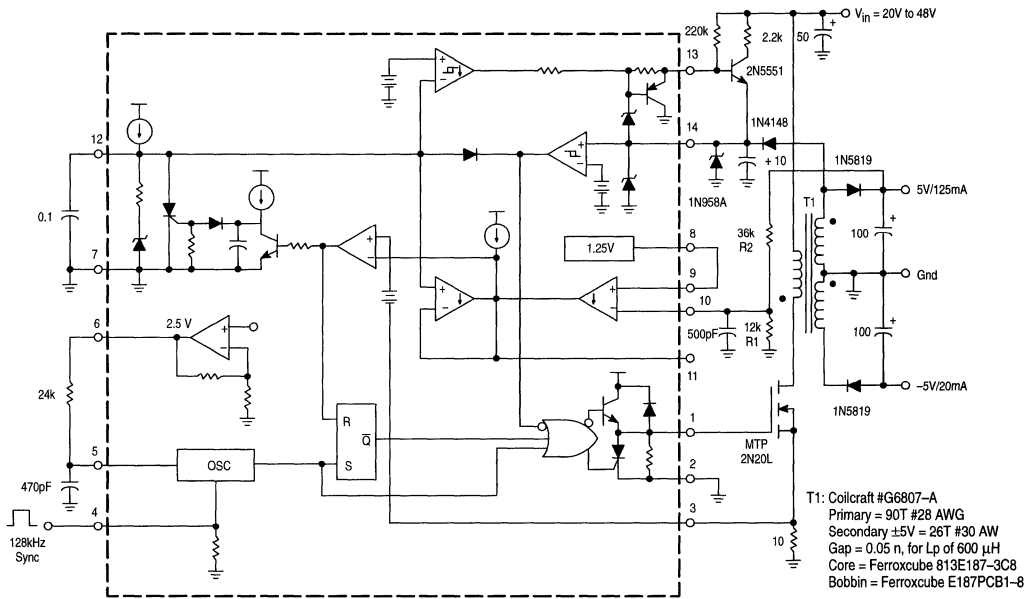 Vin = 20V to 48V
+
220k
2.2k
50
13
2N5551
+
−
14
1N4148
12
+
−
+ 10
1N5819
5V/125mA
1N958A
T1
+
0.1
36k
R2
100
8
1.25V
+
−
7
9
Gnd
+
−
+
−
10
6
2.5 V
+
−
500pF
12k
R1
+
100
11
24k
−5V/20mA
1N5819
R
1
Q
MTP
2N20L
5
OSC
S
2
470pF
4
3
128kHz
Sync
10
T1: Coilcraft #G6807–A
Primary = 90T #28 AWG
Secondary ±5V = 26T #30 AW
Gap = 0.05 n, for Lp of 600 μH
Core = Ferroxcube 813E187–3C8
Bobbin = Ferroxcube E187PCB1–8